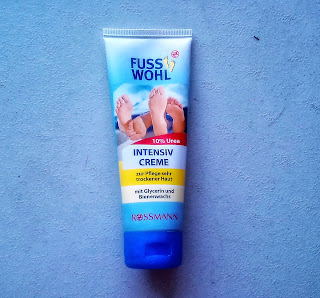 FUSS
WOHL
10% Urea
INTENSIV
CREME
zur Pflege sehr
trockener Haut
mit Glycerin und
Bienenwachs
ROSSMANN